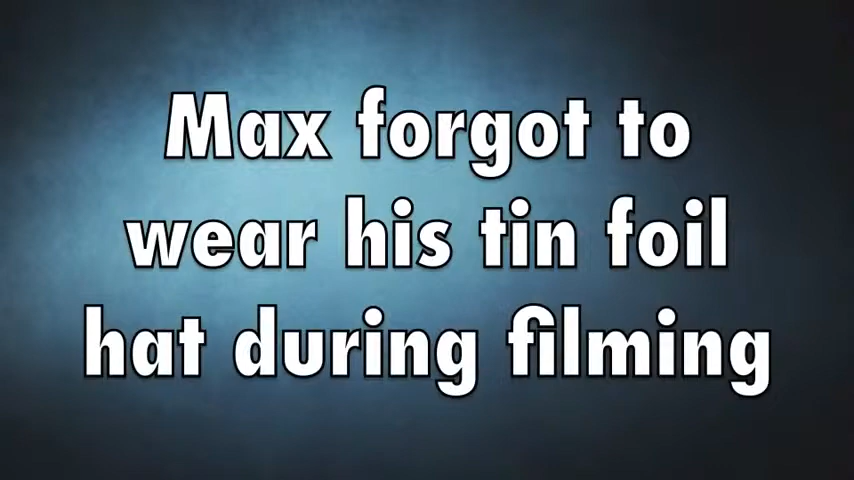 Max forgot to
wear his tin foil
hat during filming